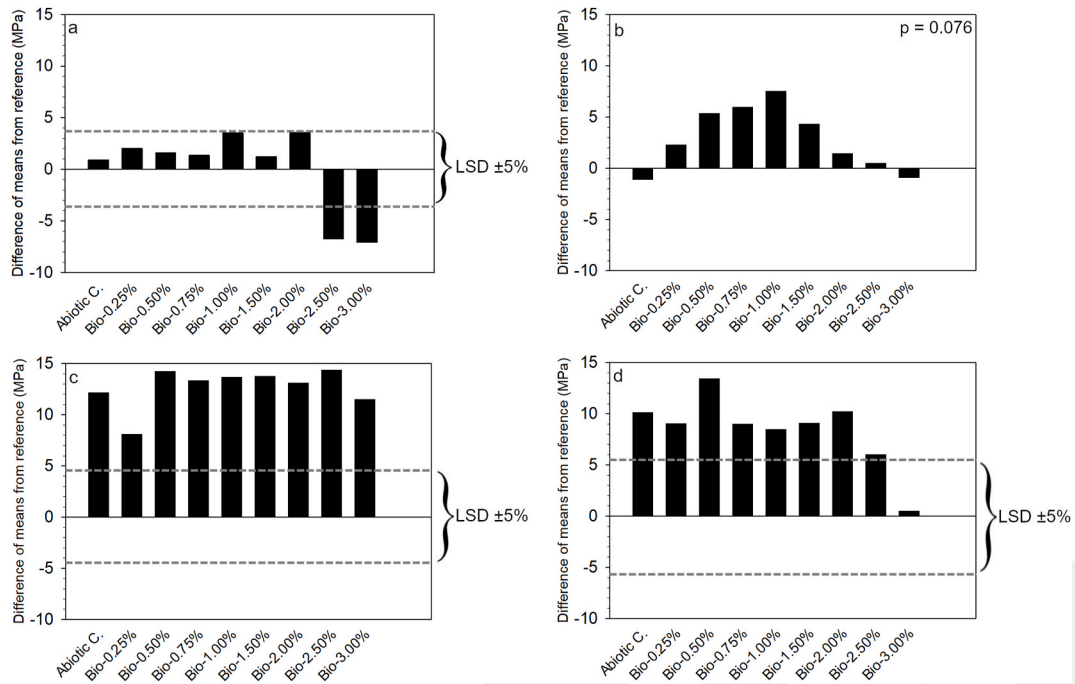 Difference of means from reference (MPa)
a
15
10
5
0
-5
-10
LSD ±5%
Abiotic C.
Bio-0.25%
Bio-0.50%
Bio-0.75%
Bio-1.00%
Bio-1.50%
Bio-2.00%
Bio-2.50%
Bio-3.00%
Difference of means from reference (MPa)
b
p = 0.076
15
10
5
0
-5
-10
Abiotic C.
Bio-0.25%
Bio-0.50%
Bio-0.75%
Bio-1.00%
Bio-1.50%
Bio-2.00%
Bio-2.50%
Bio-3.00%
Difference of means from reference (MPa)
c
15
10
5
0
-5
-10
LSD ±5%
Abiotic C.
Bio-0.25%
Bio-0.50%
Bio-0.75%
Bio-1.00%
Bio-1.50%
Bio-2.00%
Bio-2.50%
Bio-3.00%
Difference of means from reference (MPa)
d
15
10
5
0
-5
-10
LSD ±5%
Abiotic C.
Bio-0.25%
Bio-0.50%
Bio-0.75%
Bio-1.00%
Bio-1.50%
Bio-2.00%
Bio-2.50%
Bio-3.00%